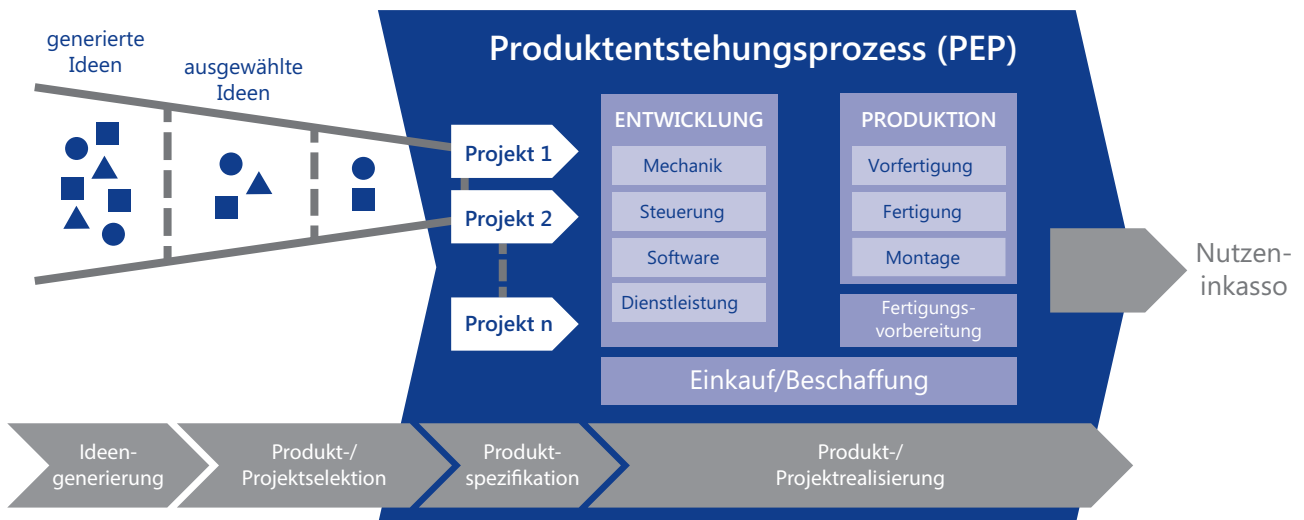 generierte
Ideen
ausgewählte
Ideen
Produktentstehungsprozess (PEP)
Projekt 1
Projekt 2
Projekt n
ENTWICKLUNG
Mechanik
Steuerung
Software
Dienstleistung
PRODUKTION
Vorfertigung
Fertigung
Montage
Fertigungs-
vorbereitung
Einkauf/Beschaffung
Nutzen-
inkasso
Ideen-
generierung
Produkt-/
Projektselektion
Produkt-
spezifikation
Produkt-/
Projektrealisierung